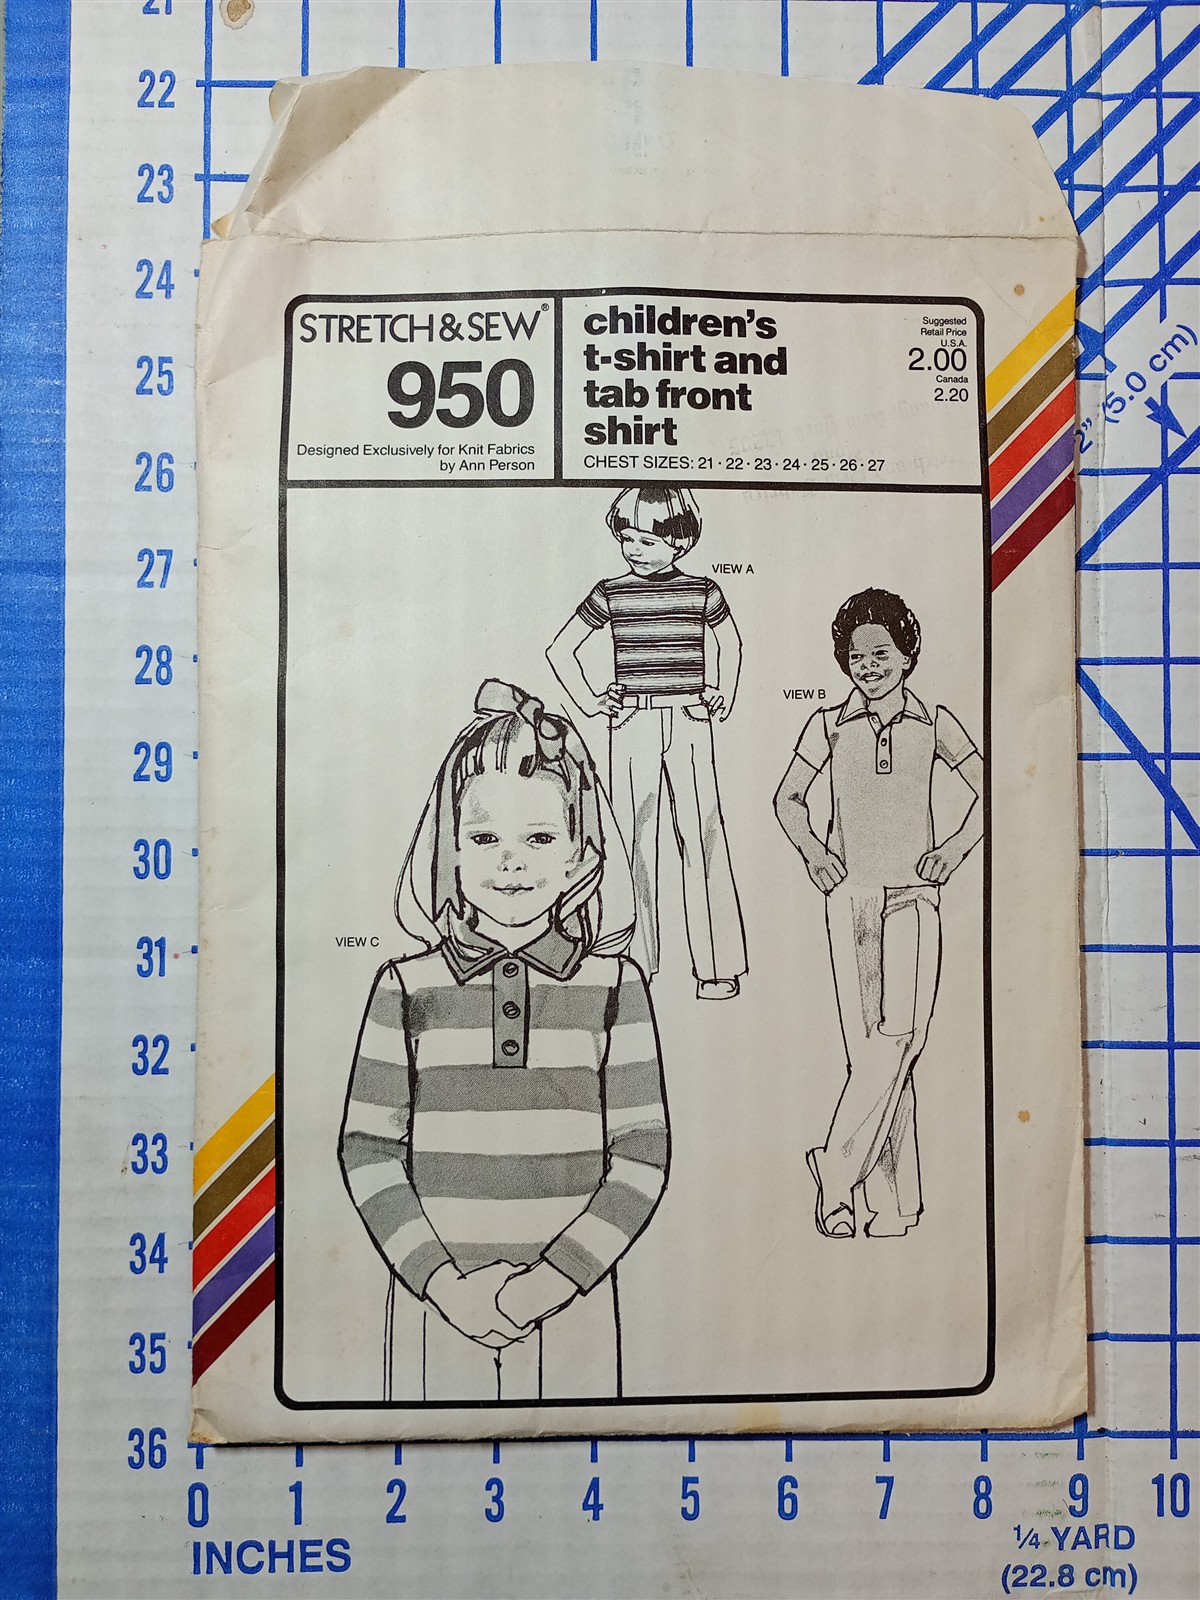 21
22
23
24
25
26
27
28
29
30
31
32
33
34
35
36
STRETCH & SEW®
950
Designed Exclusively for Knit Fabrics
by Ann Person
children's
t-shirt and
tab front
shirt
CHEST SIZES: 21 · 22 · 23 · 24 · 25 · 26 · 27
Suggested
Retail Price
U.S.A.
2.00
Canada
2.20
2" (5.0 cm)
VIEW A
VIEW B
VIEW C
0 1 2 3 4 5 6 7 8 9 10
INCHES
1/4 YARD
(22.8 cm)